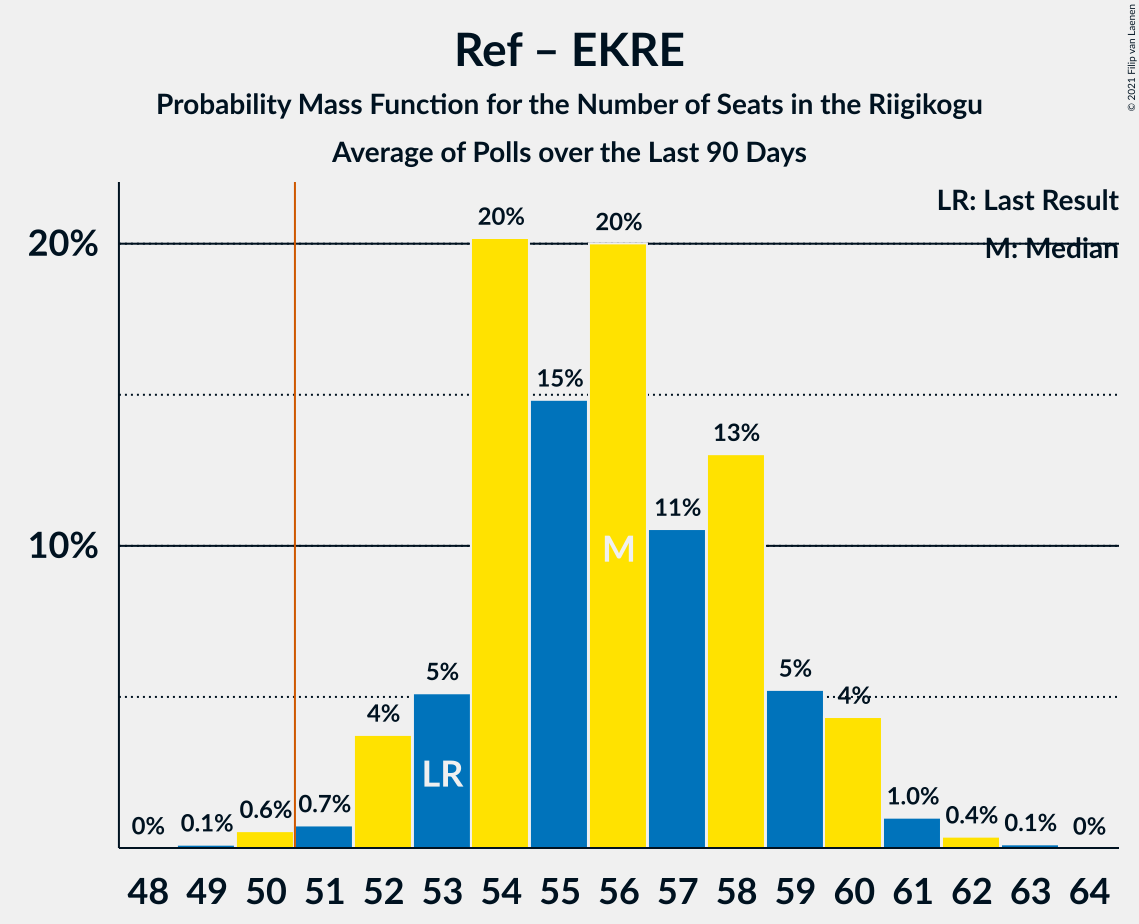 Ref – EKRE
Probability Mass Function for the Number of Seats in the Riigikogu
Average of Polls over the Last 90 Days
© 2021 Filip van Laenen
LR: Last Result
M: Median
20%
10%
0%
0.1%
0.6%
0.7%
4%
5%
20%
15%
20%
11%
13%
5%
4%
1.0%
0.4%
0.1%
0%
LR
M
48 49 50 51 52 53 54 55 56 57 58 59 60 61 62 63 64